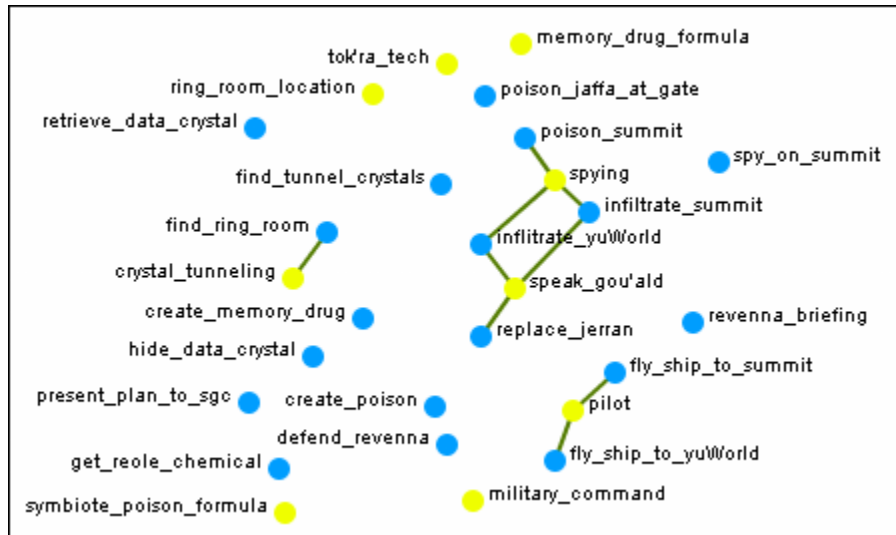 memory_drug_formula
tok'ra_tech
ring_room_location
poison_jaffa_at_gate
retrieve_data_crystal
poison_summit
spy_on_summit
find_tunnel_crystals
spying
infiltrate_summit
find_ring_room
inflitrate_yuWorld
crystal_tunneling
speak_gou'ald
create_memory_drug
revenna_briefing
replace_jerran
hide_data_crystal
fly_ship_to_summit
present_plan_to_sgc
create_poison
pilot
defend_revenna
get_reole_chemical
fly_ship_to_yuWorld
military_command
symbiote_poison_formula